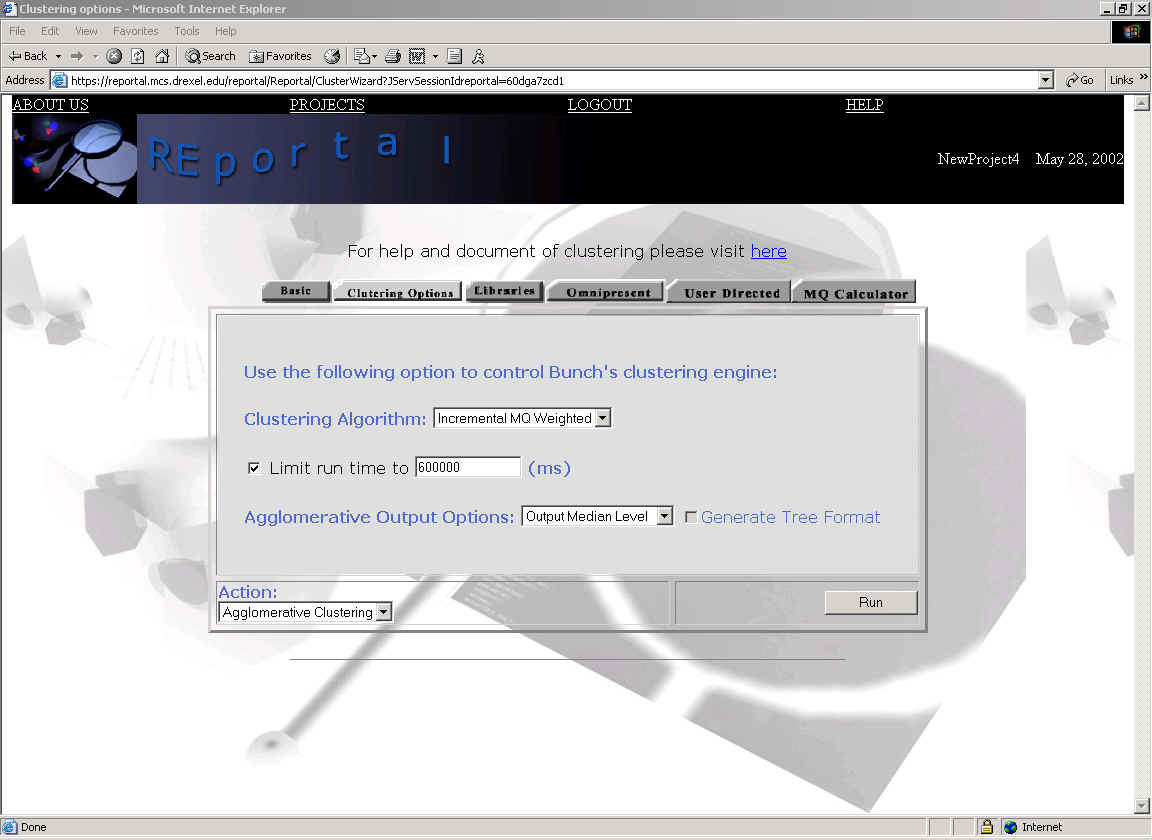 Clustering options - Microsoft Internet Explorer
File Edit View Favorites Tools Help
Back Search Favorites
Address https://reportal.mcs.drexel.edu/reportal/Reportal/ClusterWizard?JServSessionIdreportal=60dga7zcd1 Go Links »
ABOUT US PROJECTS LOGOUT HELP
REportal
NewProject4 May 28, 2002
For help and document of clustering please visit here
Basic Clutering Options Libraries Omnipresent User Directed MQ Calculator
Use the following option to control Bunch's clustering engine:
Clustering Algorithm: Incremental MQ Weighted
Limit run time to 600000 (ms)
Agglomerative Output Options: Output Median Level Generate Tree Format
Action:
Agglomerative Clustering Run
Done Internet